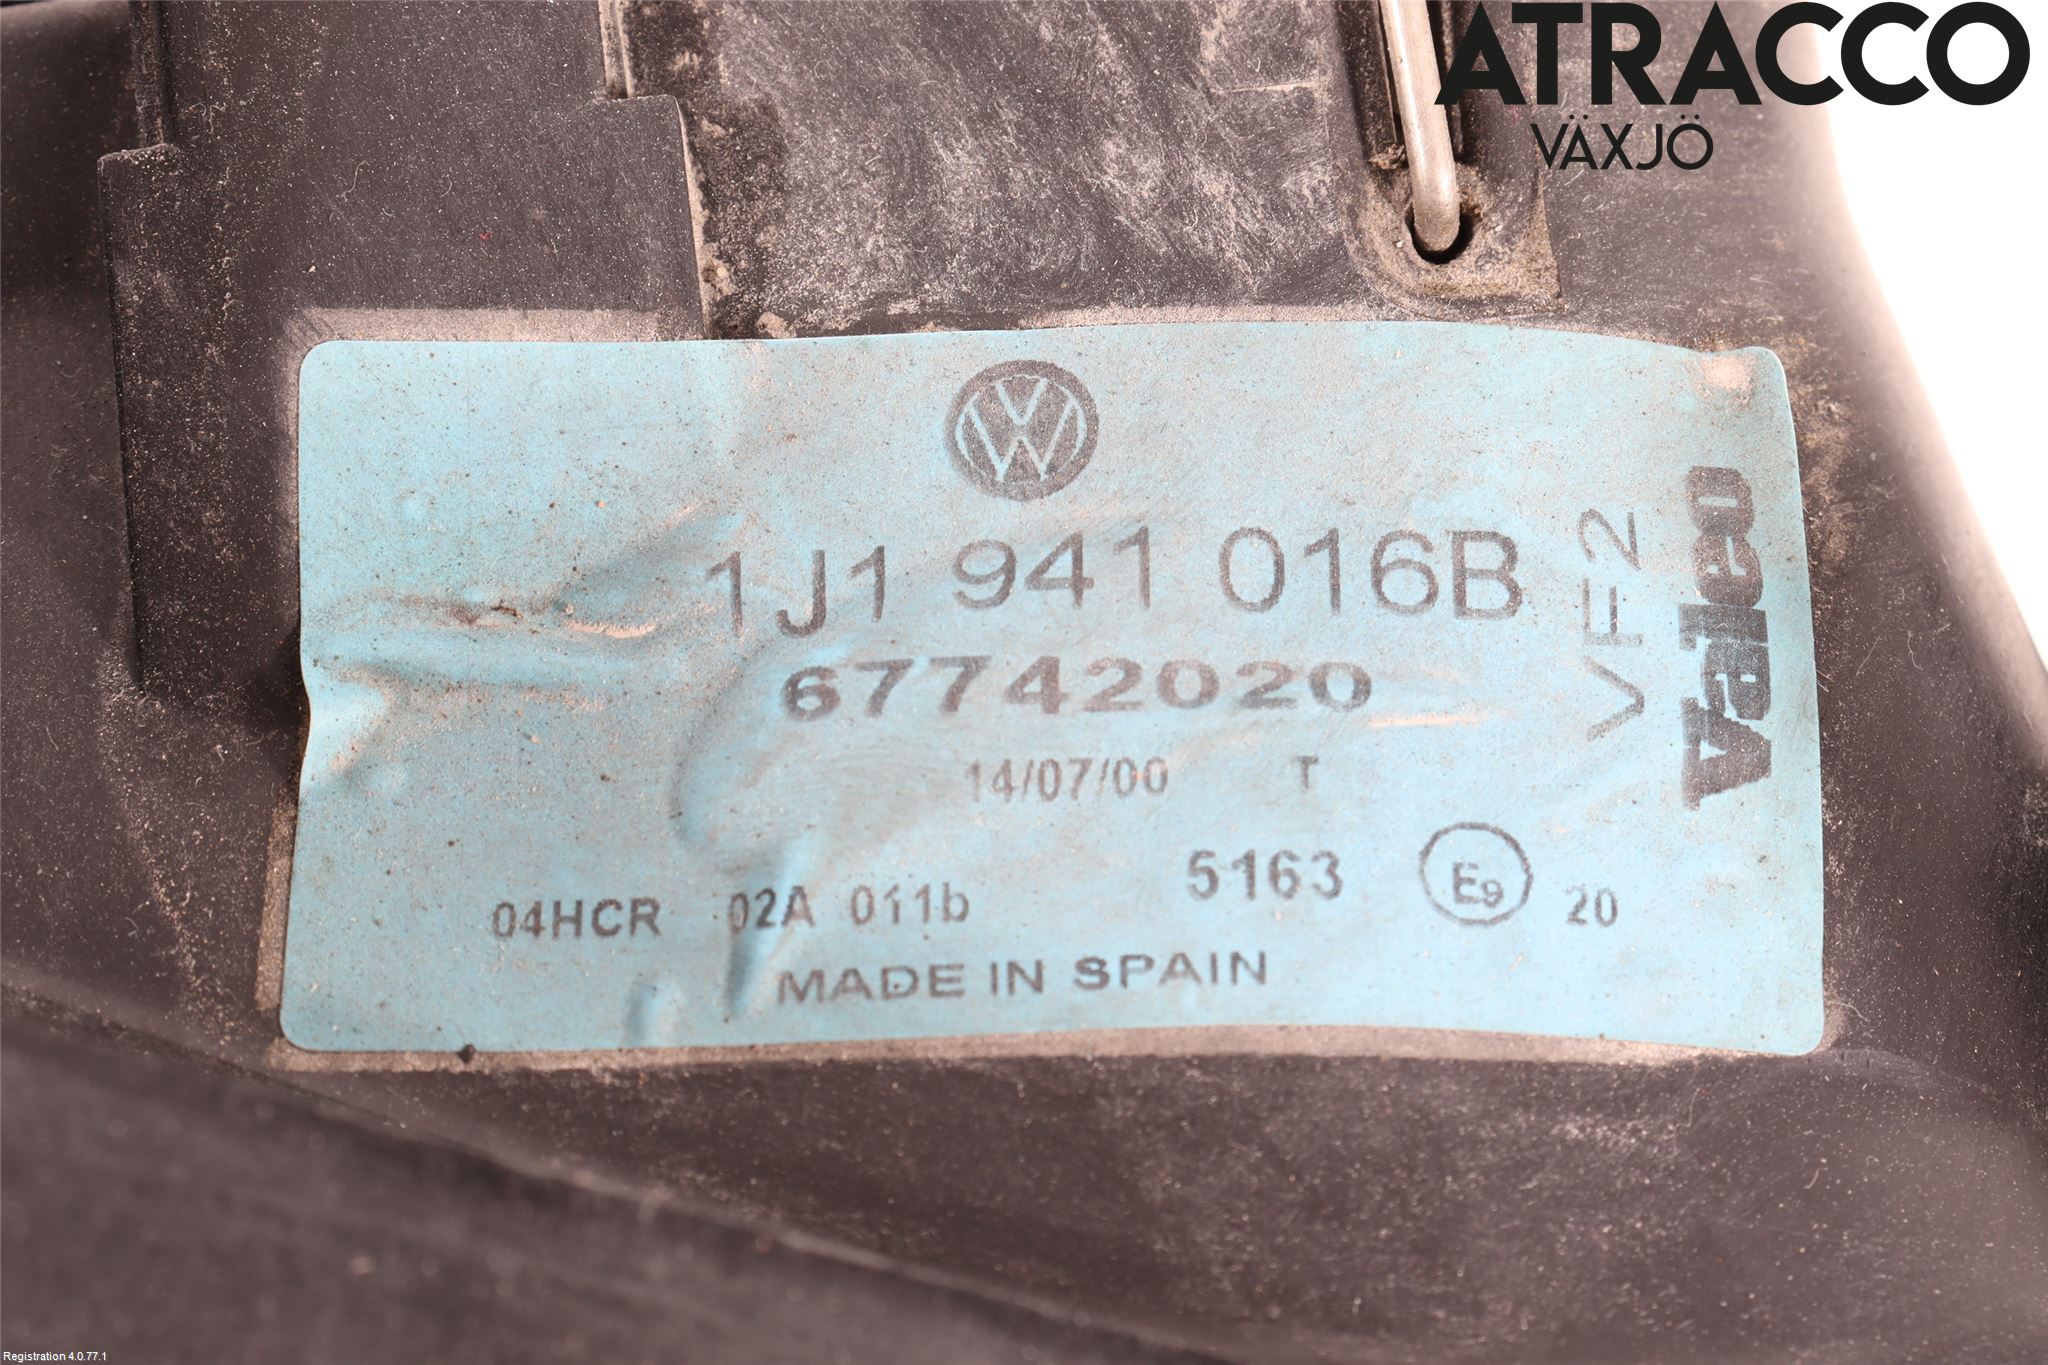 ATRACCO
VÄXJÖ
1J1 941 016B
67742020
14/07/00 T
04HCR 02A 011b 5163 E9 20
MADE IN SPAIN
VF2
Valeo
Registration 4.0.77.1